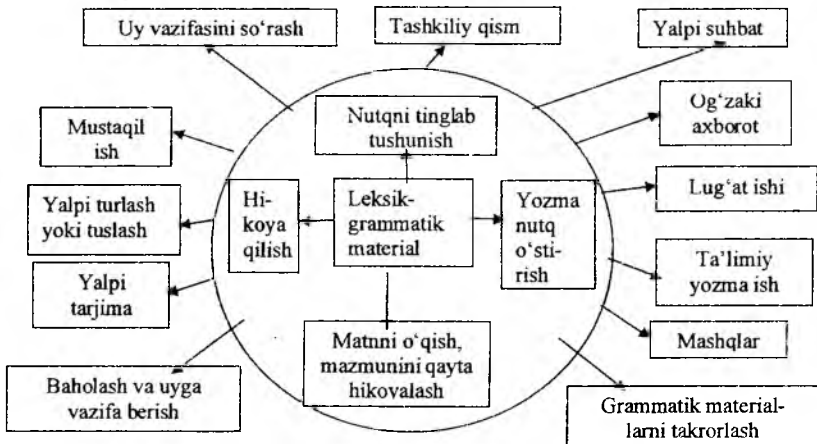 Uy vazifasini so‘rash
Tashkiliy qism
Yalpi suhbat
Mustaqil
ish
Nutqni tinglab
tushunish
Og‘zaki
axborot
Yalpi turlash
yoki tuslash
Hi-
koya
qilish
Leksik-
grammatik
material
Yozma
nutq
o‘sti-
rish
Lug‘at ishi
Yalpi
tarjima
Ta’limiy
yozma ish
Matnni o‘qish,
mazmunini qayta
hikoyalash
Mashqlar
Baholash va uyga
vazifa berish
Grammatik material-
larni takrorlash